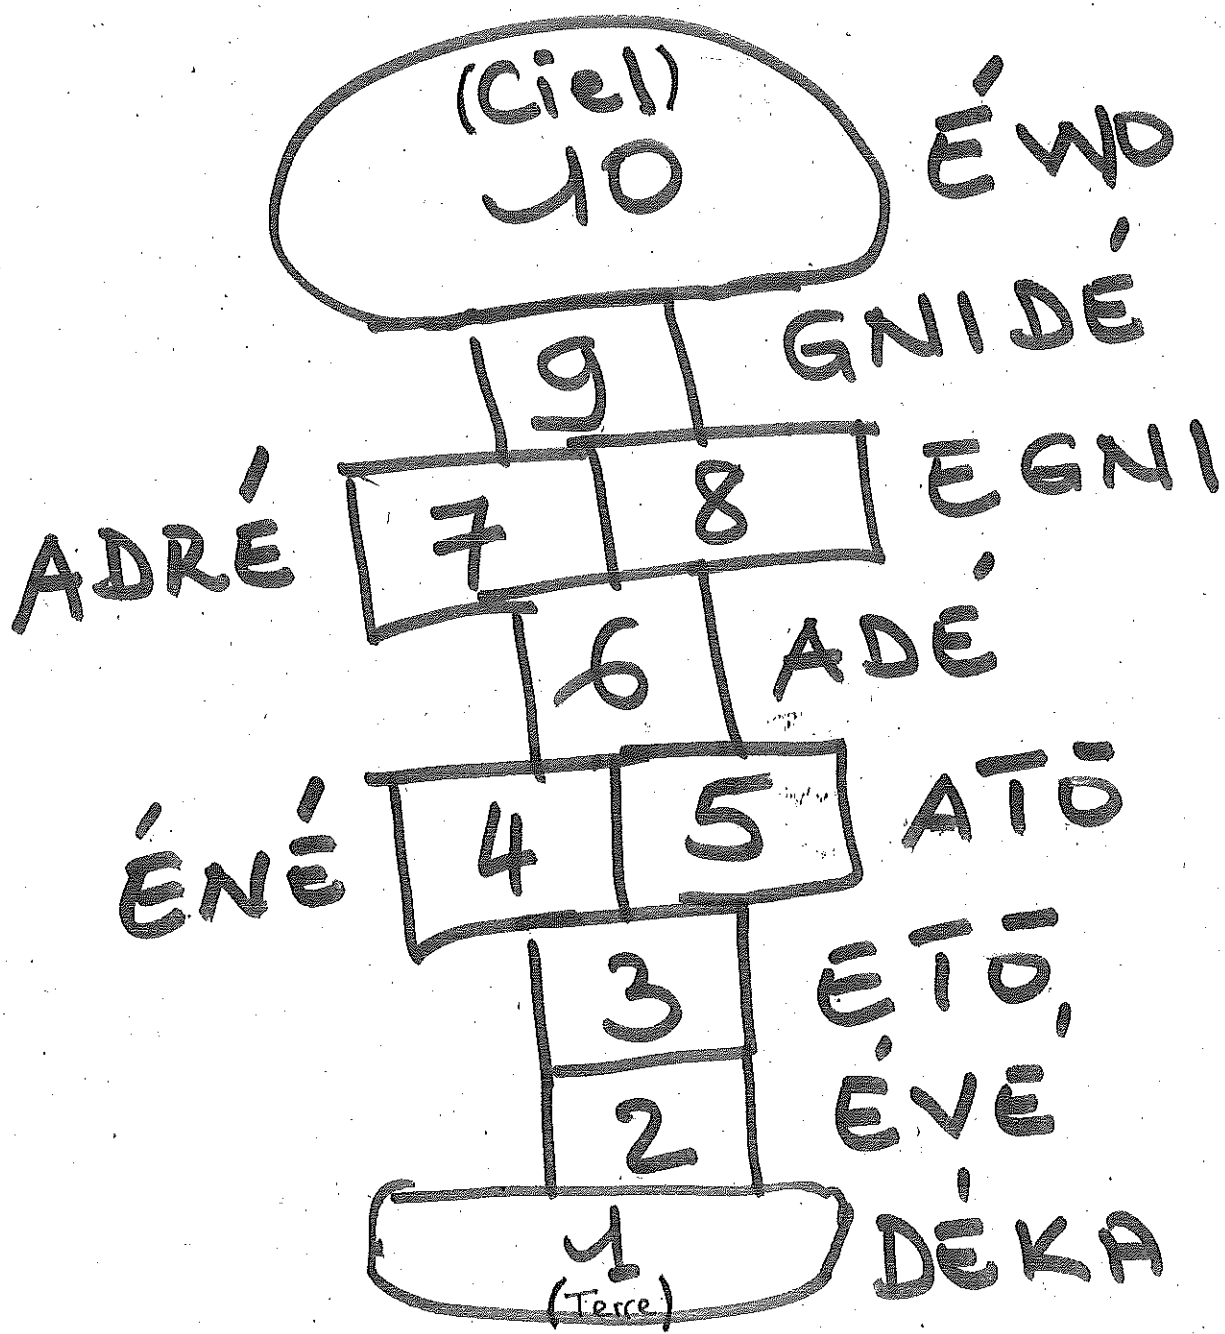 (Ciel)
10 ÉWO
9 GNIDÉ
ADRÉ 7 8 EGNI
6 ADÉ
ÉNÉ 4 5 ATŌ
3 ETŌ
2 ÉVÉ
1 DÉKA
(Terre)